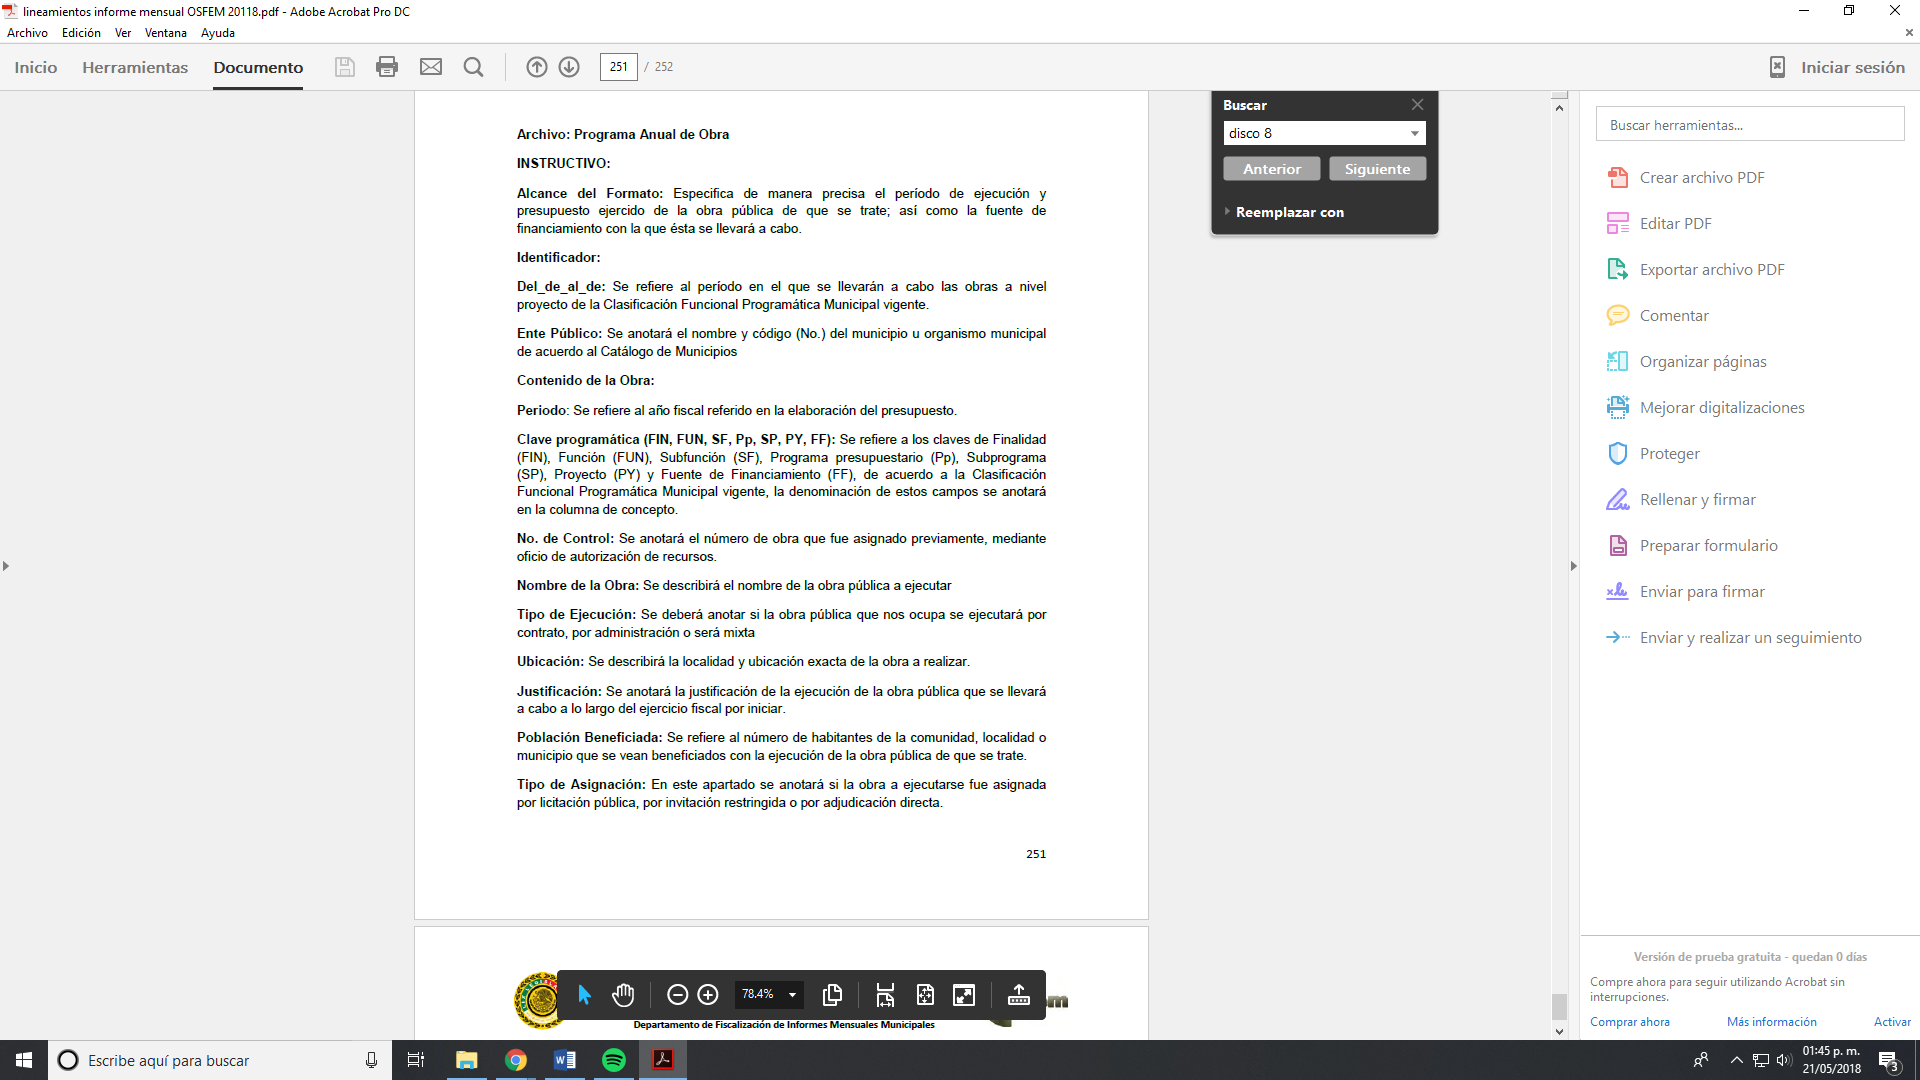 lineamientos informe mensual OSFEM 20118.pdf - Adobe Acrobat Pro DC
Archivo Edición Ver Ventana Ayuda
Inicio Herramientas Documento 251 / 252 Iniciar sesión
Archivo: Programa Anual de Obra
INSTRUCTIVO:
Alcance del Formato: Especifica de manera precisa el período de ejecución y
presupuesto ejercido de la obra pública de que se trate; así como la fuente de
financiamiento con la que ésta se llevará a cabo.
Identificador:
Del_de_al_de: Se refiere al período en el que se llevarán a cabo las obras a nivel
proyecto de la Clasificación Funcional Programática Municipal vigente.
Ente Público: Se anotará el nombre y código (No.) del municipio u organismo municipal
de acuerdo al Catálogo de Municipios
Contenido de la Obra:
Periodo: Se refiere al año fiscal referido en la elaboración del presupuesto.
Clave programática (FIN, FUN, SF, Pp, SP, PY, FF): Se refiere a los claves de Finalidad
(FIN), Función (FUN), Subfunción (SF), Programa presupuestario (Pp), Subprograma
(SP), Proyecto (PY) y Fuente de Financiamiento (FF), de acuerdo a la Clasificación
Funcional Programática Municipal vigente, la denominación de estos campos se anotará
en la columna de concepto.
No. de Control: Se anotará el número de obra que fue asignado previamente, mediante
oficio de autorización de recursos.
Nombre de la Obra: Se describirá el nombre de la obra pública a ejecutar
Tipo de Ejecución: Se deberá anotar si la obra pública que nos ocupa se ejecutará por
contrato, por administración o será mixta
Ubicación: Se describirá la localidad y ubicación exacta de la obra a realizar.
Justificación: Se anotará la justificación de la ejecución de la obra pública que se llevará
a cabo a lo largo del ejercicio fiscal por iniciar.
Población Beneficiada: Se refiere al número de habitantes de la comunidad, localidad o
municipio que se vean beneficiados con la ejecución de la obra pública de que se trate.
Tipo de Asignación: En este apartado se anotará si la obra a ejecutarse fue asignada
por licitación pública, por invitación restringida o por adjudicación directa.
251
78.4%
Departamento de Fiscalización de Informes Mensuales Municipales
Buscar
disco 8
Anterior Siguiente
Reemplazar con
Buscar herramientas...
Crear archivo PDF
Editar PDF
Exportar archivo PDF
Comentar
Organizar páginas
Mejorar digitalizaciones
Proteger
Rellenar y firmar
Preparar formulario
Enviar para firmar
Enviar y realizar un seguimiento
Versión de prueba gratuita - quedan 0 días
Compre ahora para seguir utilizando Acrobat sin
interrupciones.
Comprar ahora Más información Activar
Escribe aquí para buscar
01:45 p. m.
21/05/2018
3